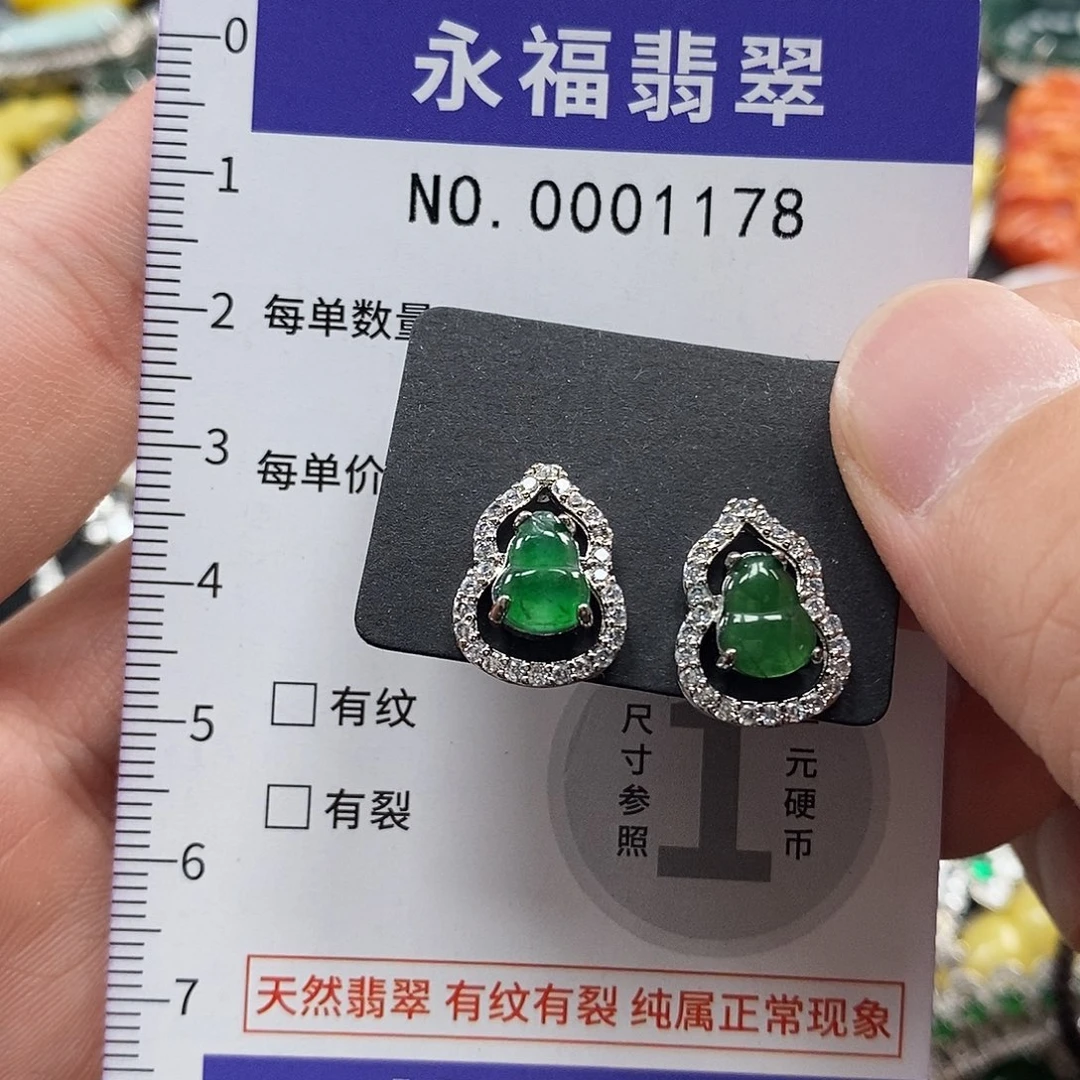 0
永福翡翠
1
NO. 0001178
2
每单数量
3
每单价
4
5
□ 有纹
□ 有裂
尺寸参照
1
元硬币
6
7
天然翡翠 有纹有裂 纯属正常现象